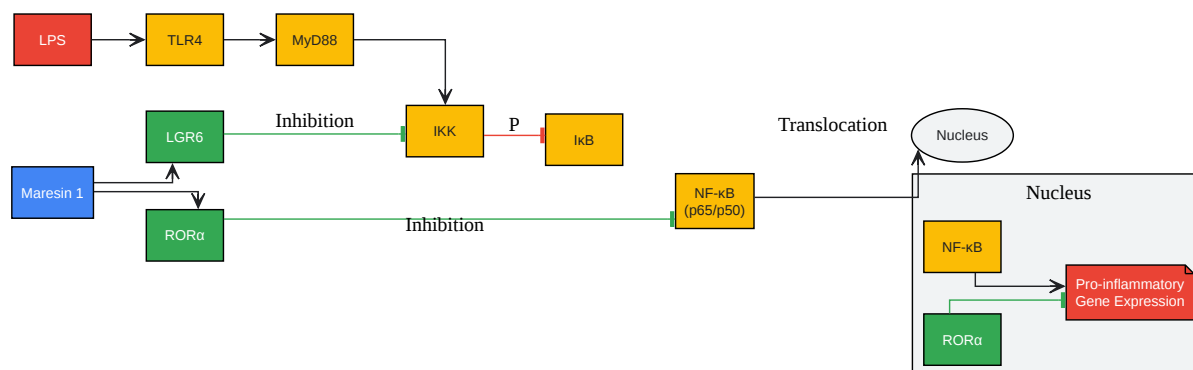 LPS
TLR4
MyD88
LGR6
Inhibition
IKK
P
IκB
Translocation
Nucleus
Maresin 1
RORα
Inhibition
NF-κB
(p65/p50)
Nucleus
NF-κB
Pro-inflammatory
Gene Expression
RORα